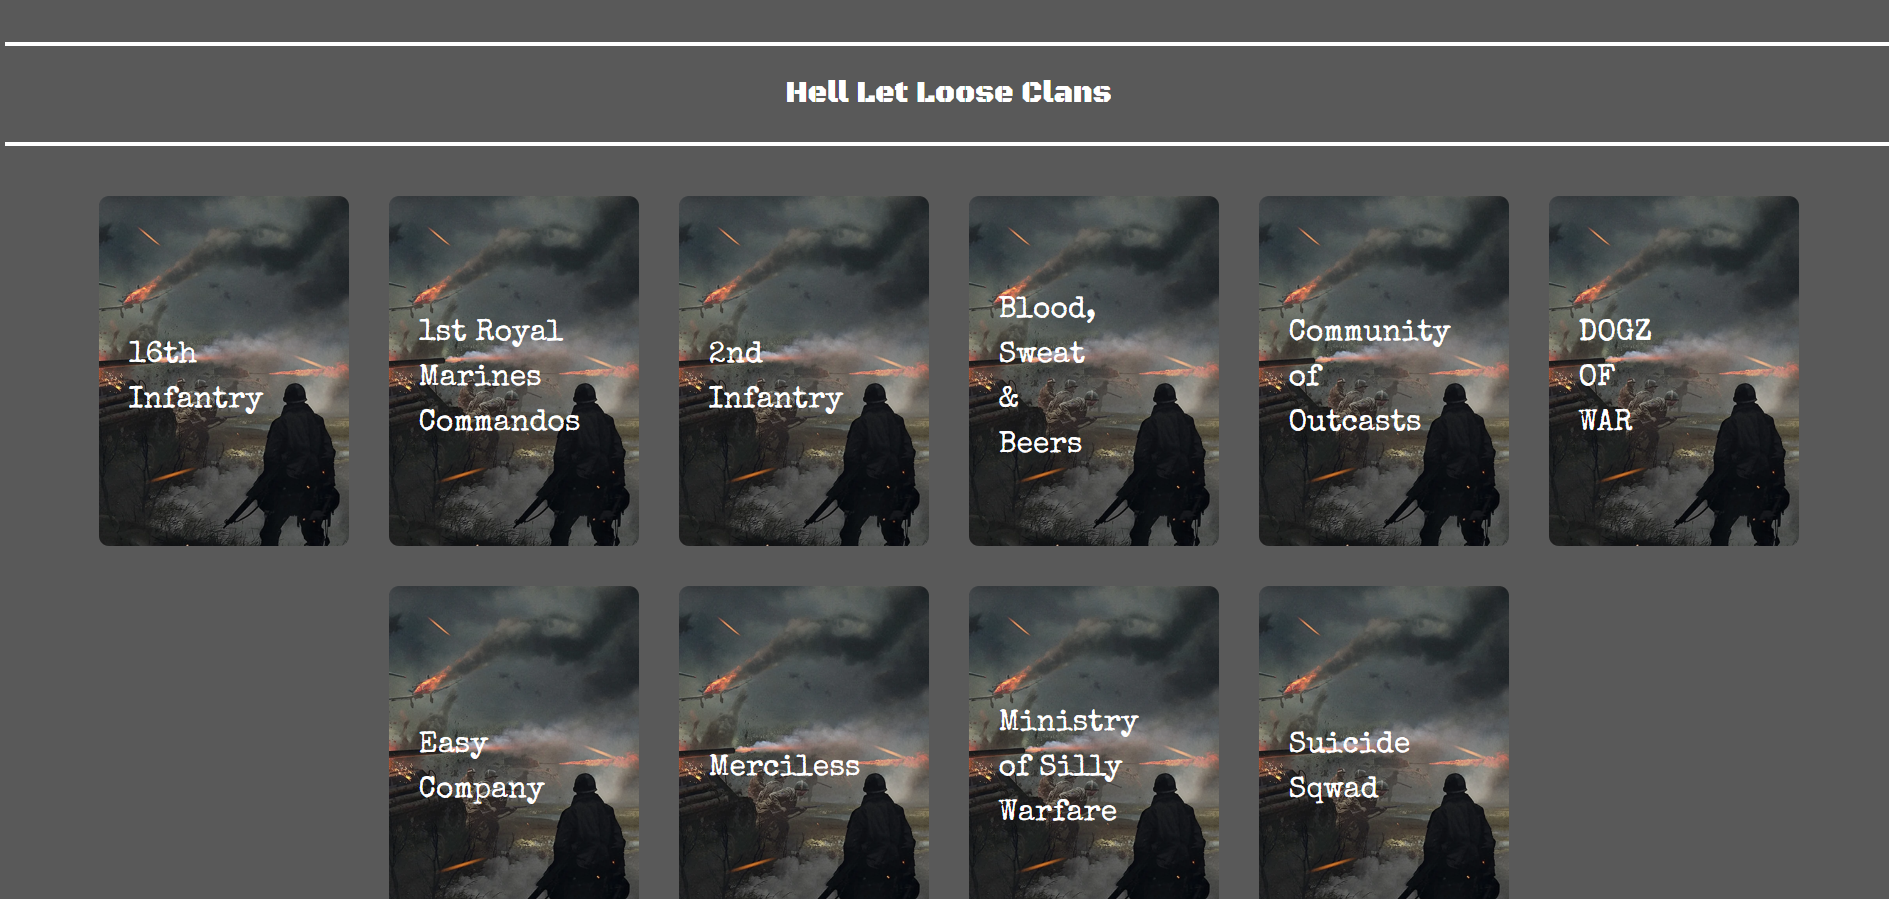 Hell Let Loose Clans
16th
Infantry
1st Royal
Marines
Commandos
2nd
Infantry
Blood,
Sweat
&
Beers
Community
of
Outcasts
DOGZ
OF
WAR
Easy
Company
Merciless
Ministry
of Silly
Warfare
Suicide
Sqwad